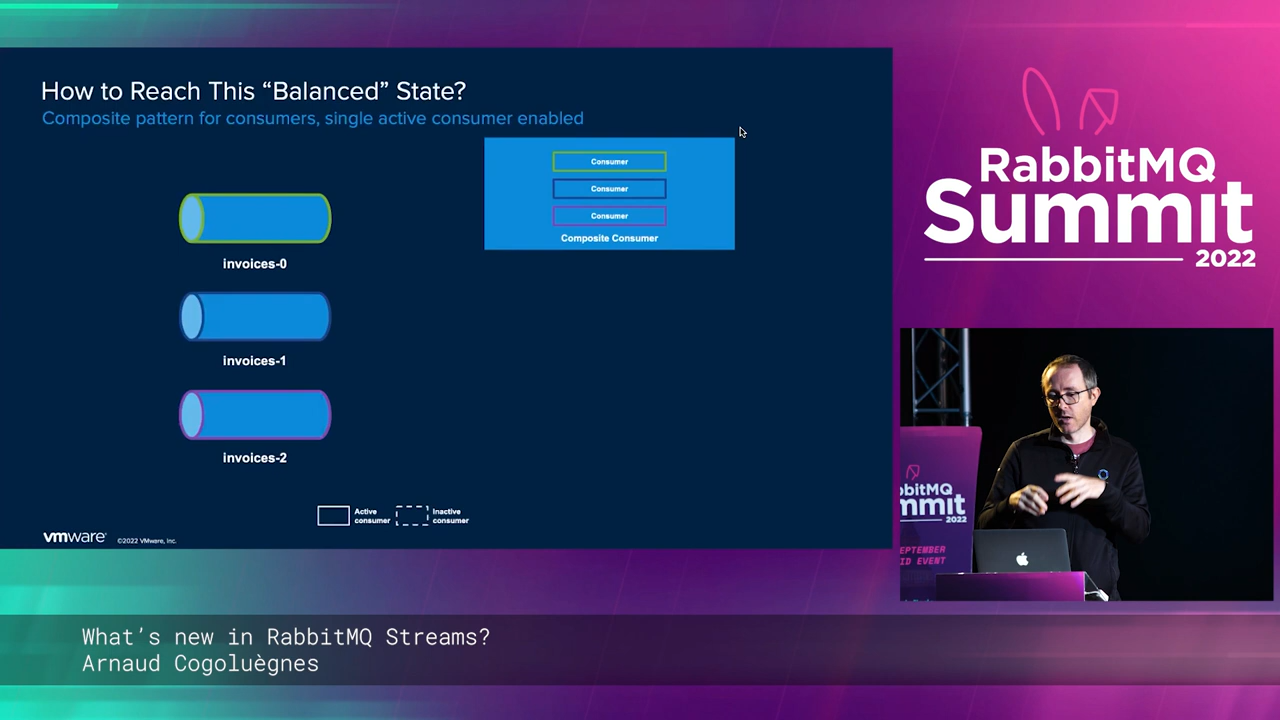 How to Reach This “Balanced” State?
Composite pattern for consumers, single active consumer enabled
Consumer
Consumer
Consumer
Composite Consumer
invoices-0
invoices-1
invoices-2
Active
consumer
Inactive
consumer
vmware®
©2022 VMware, Inc.
RabbitMQ
Summit
2022
bbitMQ
mmit
2022
EPTEMBER
ID EVENT
What’s new in RabbitMQ Streams?
Arnaud Cogoluègnes